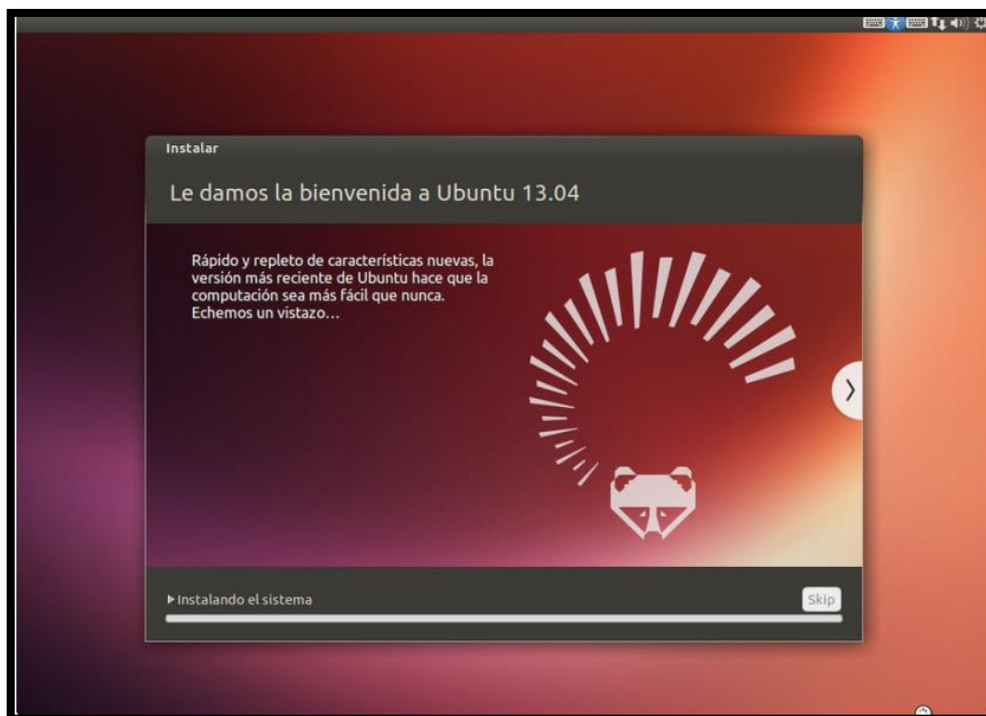 Instalar
Le damos la bienvenida a Ubuntu 13.04
Rápido y repleto de características nuevas, la
versión más reciente de Ubuntu hace que la
computación sea más fácil que nunca.
Echemos un vistazo…
Instalando el sistema
Skip